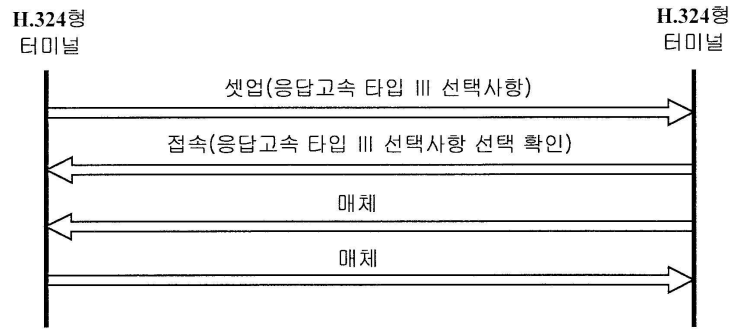 H.324형
터미널
H.324형
터미널
셋업(응답고속 타입 III 선택사항)
접속(응답고속 타입 III 선택사항 선택 확인)
매체
매체